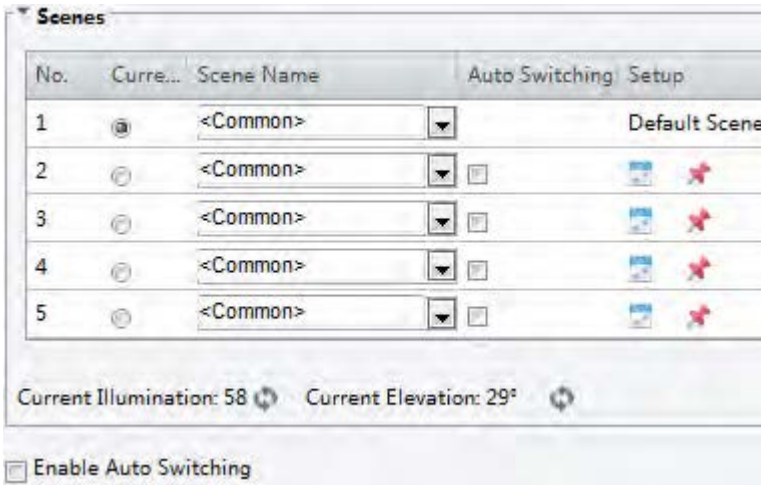 Scenes
No. Curre... Scene Name Auto Switching Setup
1 <Common> Default Scene
2 <Common>
3 <Common>
4 <Common>
5 <Common>
Current Illumination: 58 Current Elevation: 29°
Enable Auto Switching